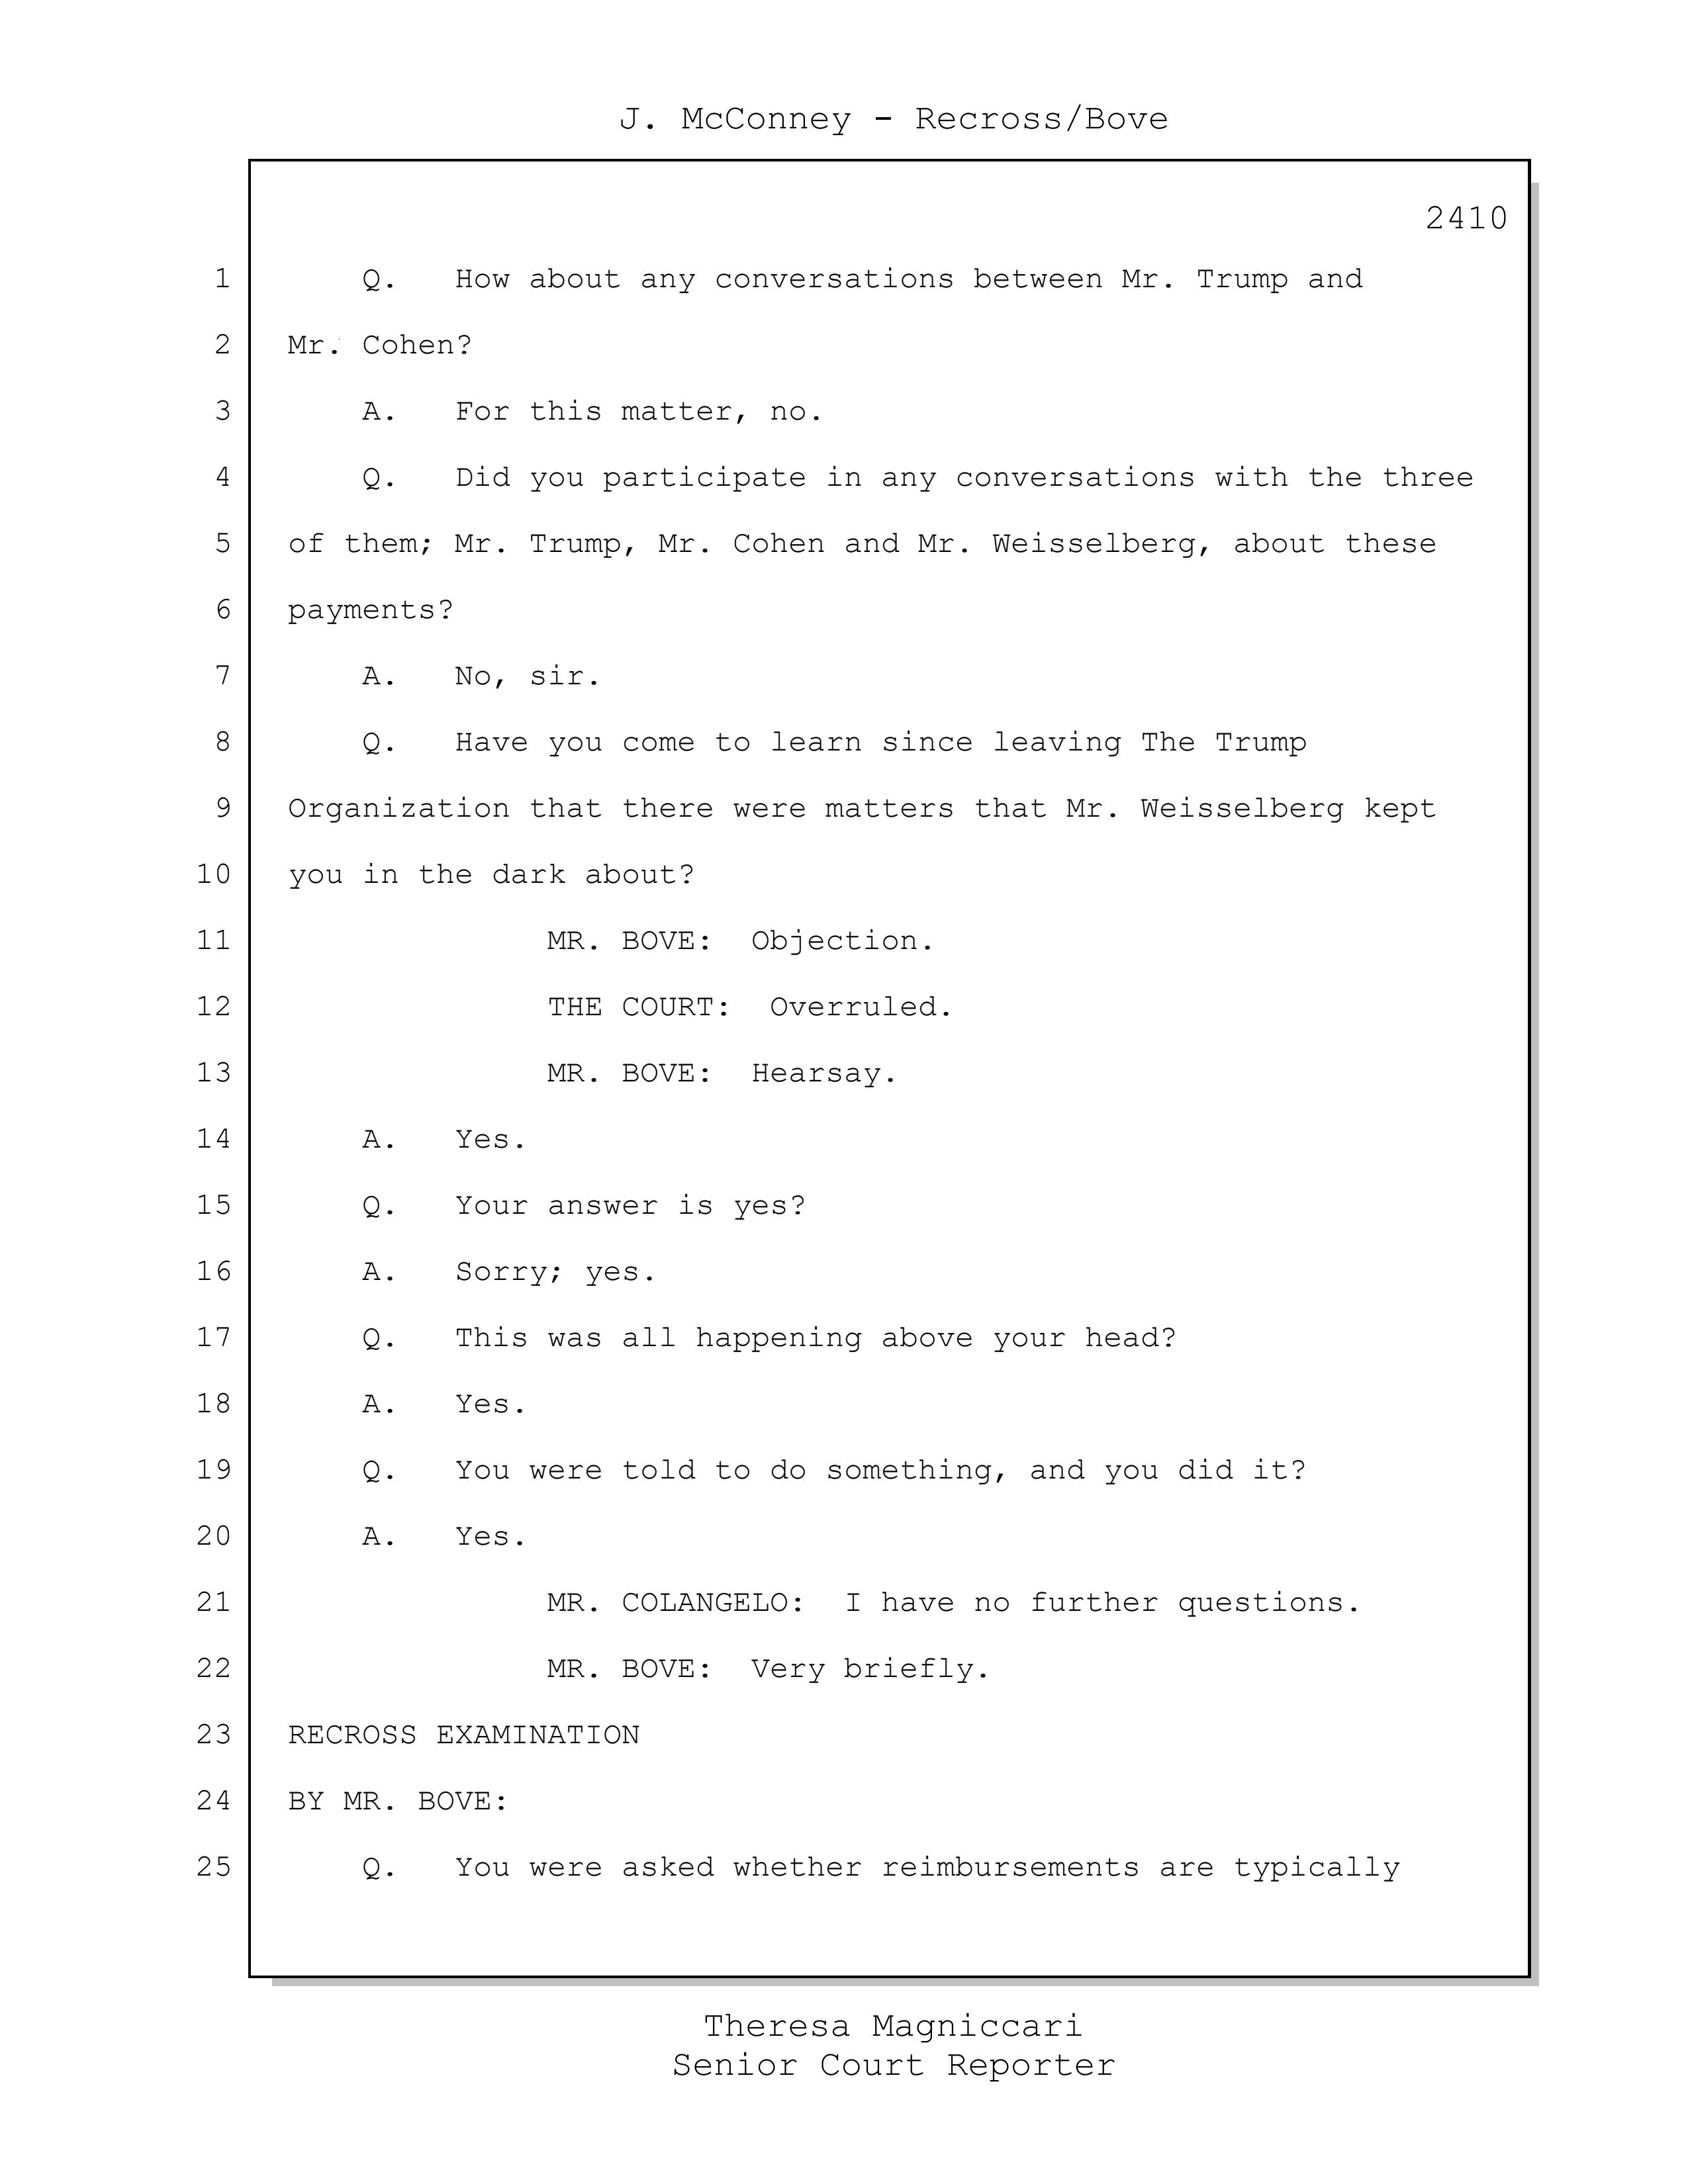 J. McConney - Recross/Bove
2410
1 Q. How about any conversations between Mr. Trump and
2 Mr. Cohen?
3 A. For this matter, no.
4 Q. Did you participate in any conversations with the three
5 of them; Mr. Trump, Mr. Cohen and Mr. Weisselberg, about these
6 payments?
7 A. No, sir.
8 Q. Have you come to learn since leaving The Trump
9 Organization that there were matters that Mr. Weisselberg kept
10 you in the dark about?
11 MR. BOVE: Objection.
12 THE COURT: Overruled.
13 MR. BOVE: Hearsay.
14 A. Yes.
15 Q. Your answer is yes?
16 A. Sorry; yes.
17 Q. This was all happening above your head?
18 A. Yes.
19 Q. You were told to do something, and you did it?
20 A. Yes.
21 MR. COLANGELO: I have no further questions.
22 MR. BOVE: Very briefly.
23 RECROSS EXAMINATION
24 BY MR. BOVE:
25 Q. You were asked whether reimbursements are typically
Theresa Magniccari
Senior Court Reporter